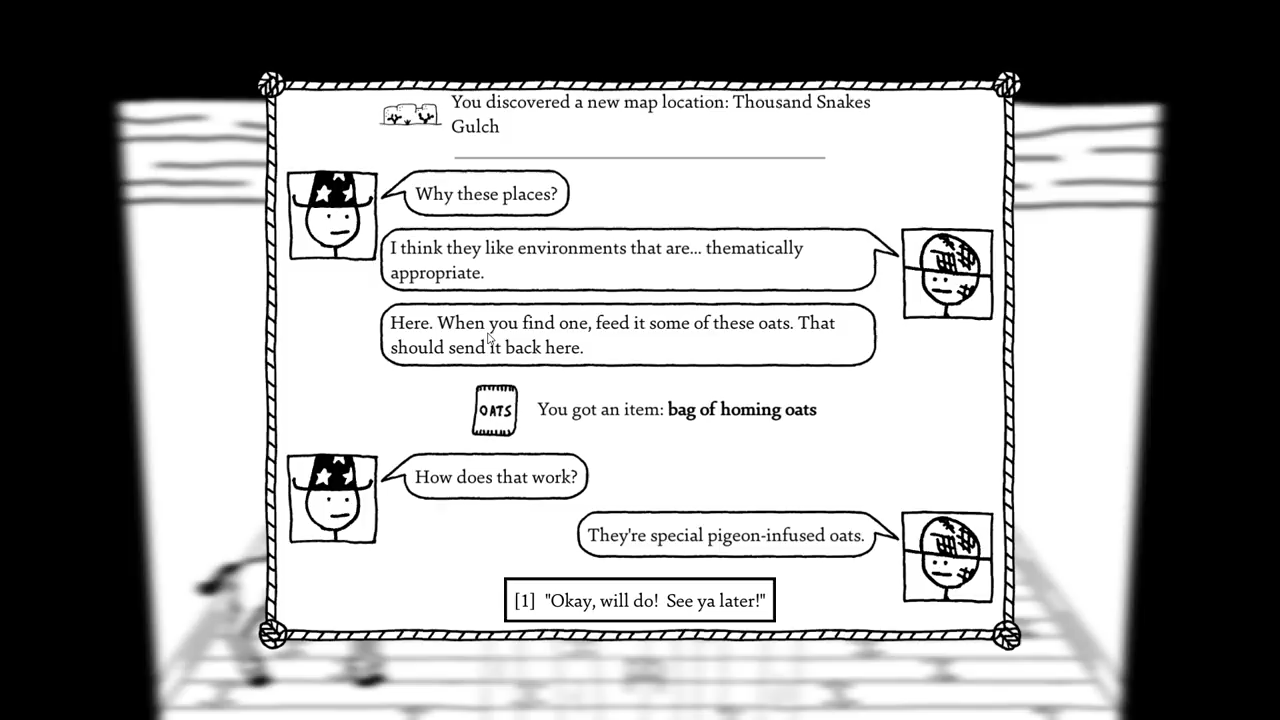 You discovered a new map location: Thousand Snakes
Gulch
Why these places?
I think they like environments that are... thematically
appropriate.
Here. When you find one, feed it some of these oats. That
should send it back here.
OATS
You got an item: bag of homing oats
How does that work?
They're special pigeon-infused oats.
[1] "Okay, will do! See ya later!"